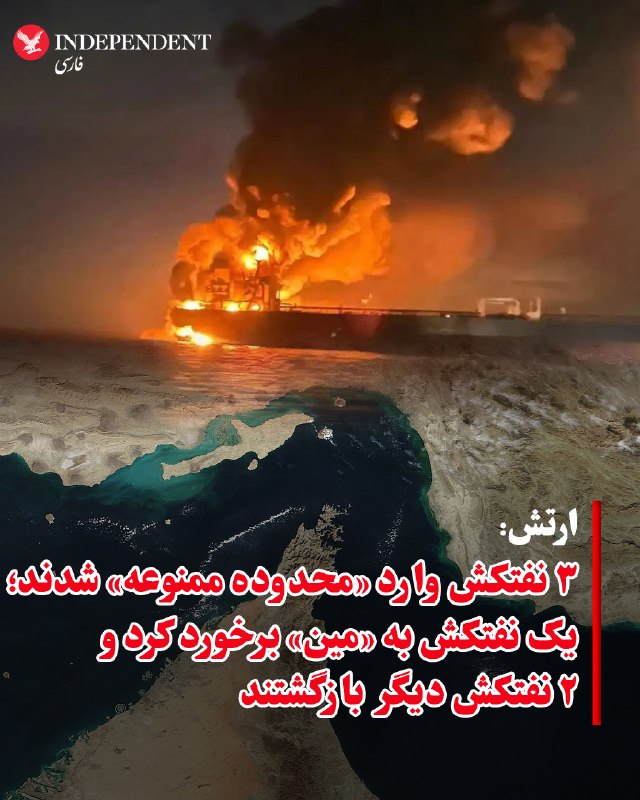 INDEPENDENT
فارسی
ارتش:
۳ نفتکش وارد «محدوده ممنوعه» شدند؛
یک نفتکش به «مین» برخورد کرد و
۲ نفتکش دیگر بازگشتند